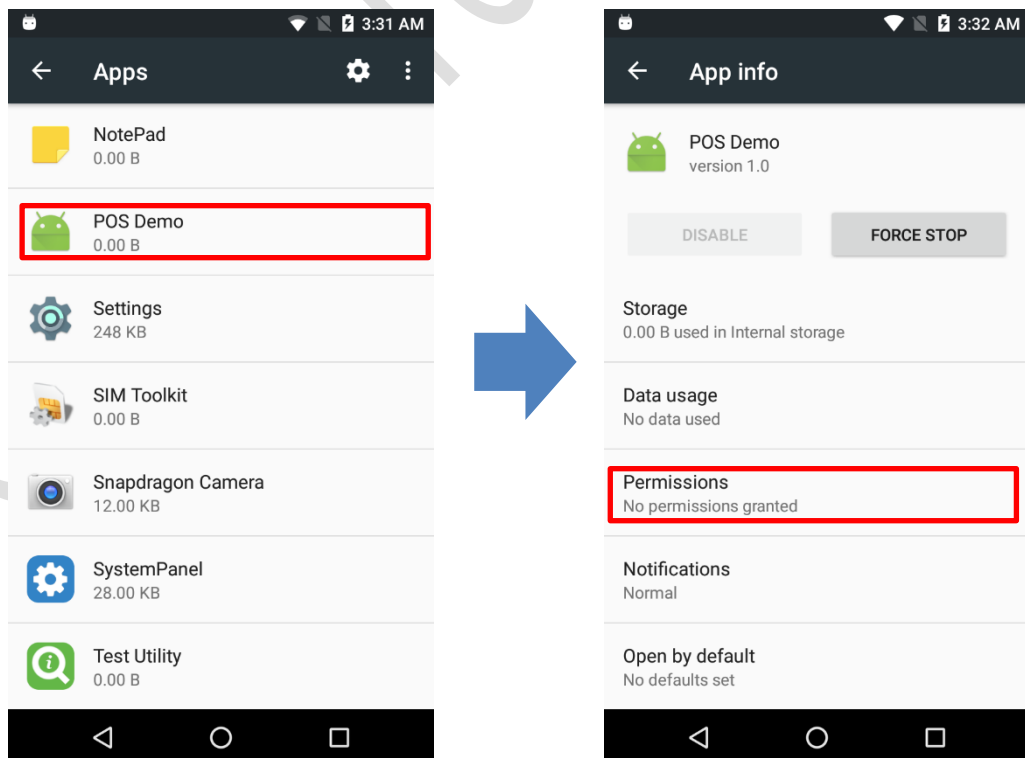 3:31 AM
Apps
NotePad
0.00 B
POS Demo
0.00 B
Settings
248 KB
SIM Toolkit
0.00 B
Snapdragon Camera
12.00 KB
SystemPanel
28.00 KB
Test Utility
0.00 B
3:32 AM
App info
POS Demo
version 1.0
DISABLE
FORCE STOP
Storage
0.00 B used in Internal storage
Data usage
No data used
Permissions
No permissions granted
Notifications
Normal
Open by default
No defaults set